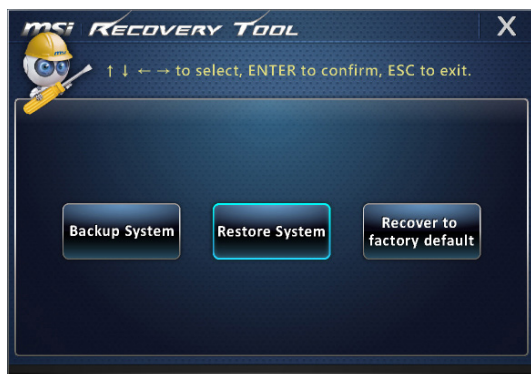 msi RECOVERY TOOL X
↑ ↓ ← → to select, ENTER to confirm, ESC to exit.
Backup System
Restore System
Recover to
factory default